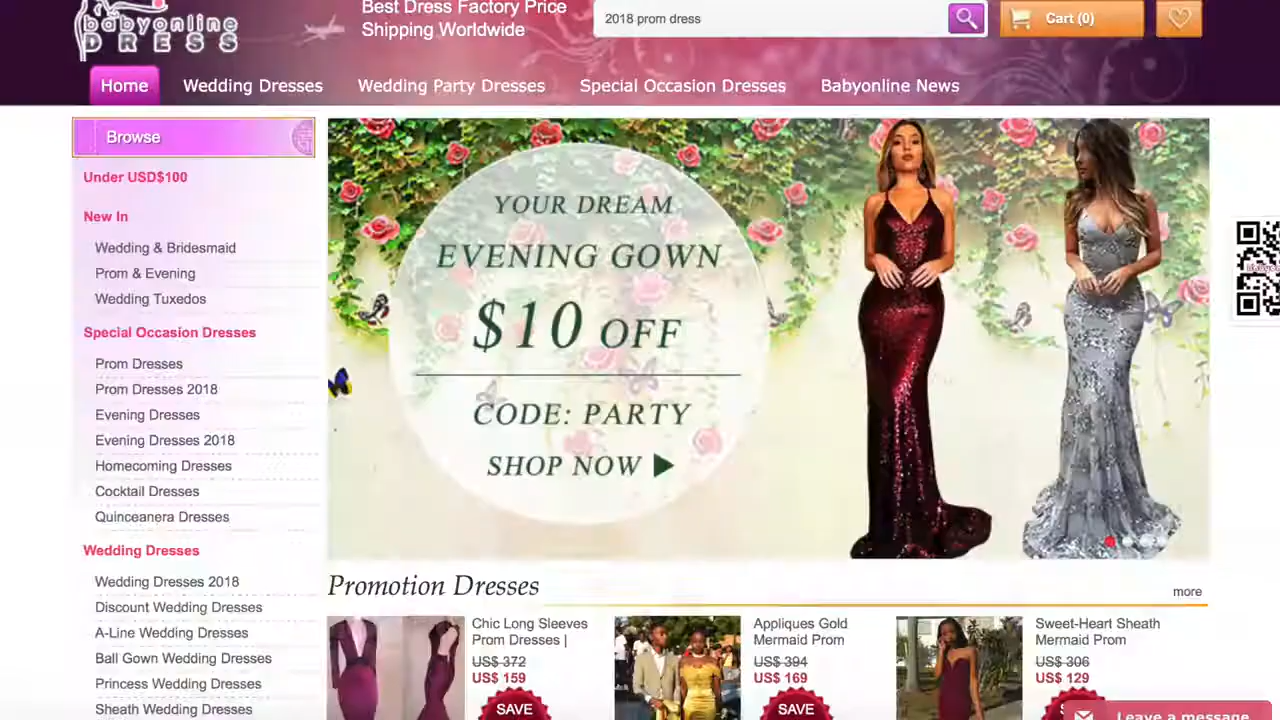 babyonline
DRESS
Best Dress Factory Price
Shipping Worldwide
2018 prom dress
Cart (0)
Home
Wedding Dresses
Wedding Party Dresses
Special Occasion Dresses
Babyonline News
Browse
Under USD$100
New In
Wedding & Bridesmaid
Prom & Evening
Wedding Tuxedos
Special Occasion Dresses
Prom Dresses
Prom Dresses 2018
Evening Dresses
Evening Dresses 2018
Homecoming Dresses
Cocktail Dresses
Quinceanera Dresses
Wedding Dresses
Wedding Dresses 2018
Discount Wedding Dresses
A-Line Wedding Dresses
Ball Gown Wedding Dresses
Princess Wedding Dresses
Sheath Wedding Dresses
YOUR DREAM
EVENING GOWN
$10 OFF
CODE: PARTY
SHOP NOW
Promotion Dresses
more
Chic Long Sleeves
Prom Dresses |
US$ 372
US$ 159
SAVE
Appliques Gold
Mermaid Prom
US$ 394
US$ 169
SAVE
Sweet-Heart Sheath
Mermaid Prom
US$ 306
US$ 129
Leave a message